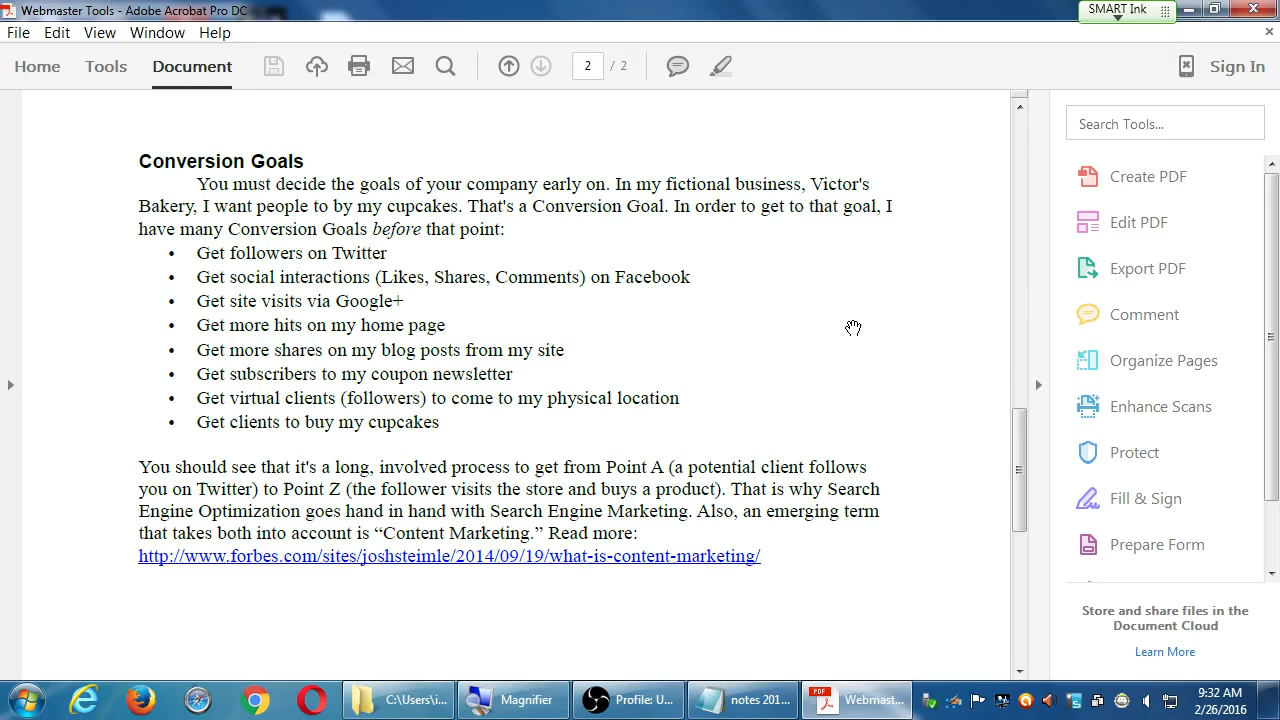 Webmaster Tools - Adobe Acrobat Pro DC
SMART Ink
File Edit View Window Help
Home Tools Document 2 / 2 Sign In
Search Tools...
Conversion Goals
You must decide the goals of your company early on. In my fictional business, Victor's
Bakery, I want people to by my cupcakes. That's a Conversion Goal. In order to get to that goal, I
have many Conversion Goals before that point:
• Get followers on Twitter
• Get social interactions (Likes, Shares, Comments) on Facebook
• Get site visits via Google+
• Get more hits on my home page
• Get more shares on my blog posts from my site
• Get subscribers to my coupon newsletter
• Get virtual clients (followers) to come to my physical location
• Get clients to buy my cupcakes
You should see that it's a long, involved process to get from Point A (a potential client follows
you on Twitter) to Point Z (the follower visits the store and buys a product). That is why Search
Engine Optimization goes hand in hand with Search Engine Marketing. Also, an emerging term
that takes both into account is “Content Marketing.” Read more:
http://www.forbes.com/sites/joshsteimle/2014/09/19/what-is-content-marketing/
Create PDF
Edit PDF
Export PDF
Comment
Organize Pages
Enhance Scans
Protect
Fill & Sign
Prepare Form
Store and share files in the
Document Cloud
Learn More
C:\Users\i... Magnifier Profile: U... notes 201... PDF Webmast...
9:32 AM
2/26/2016